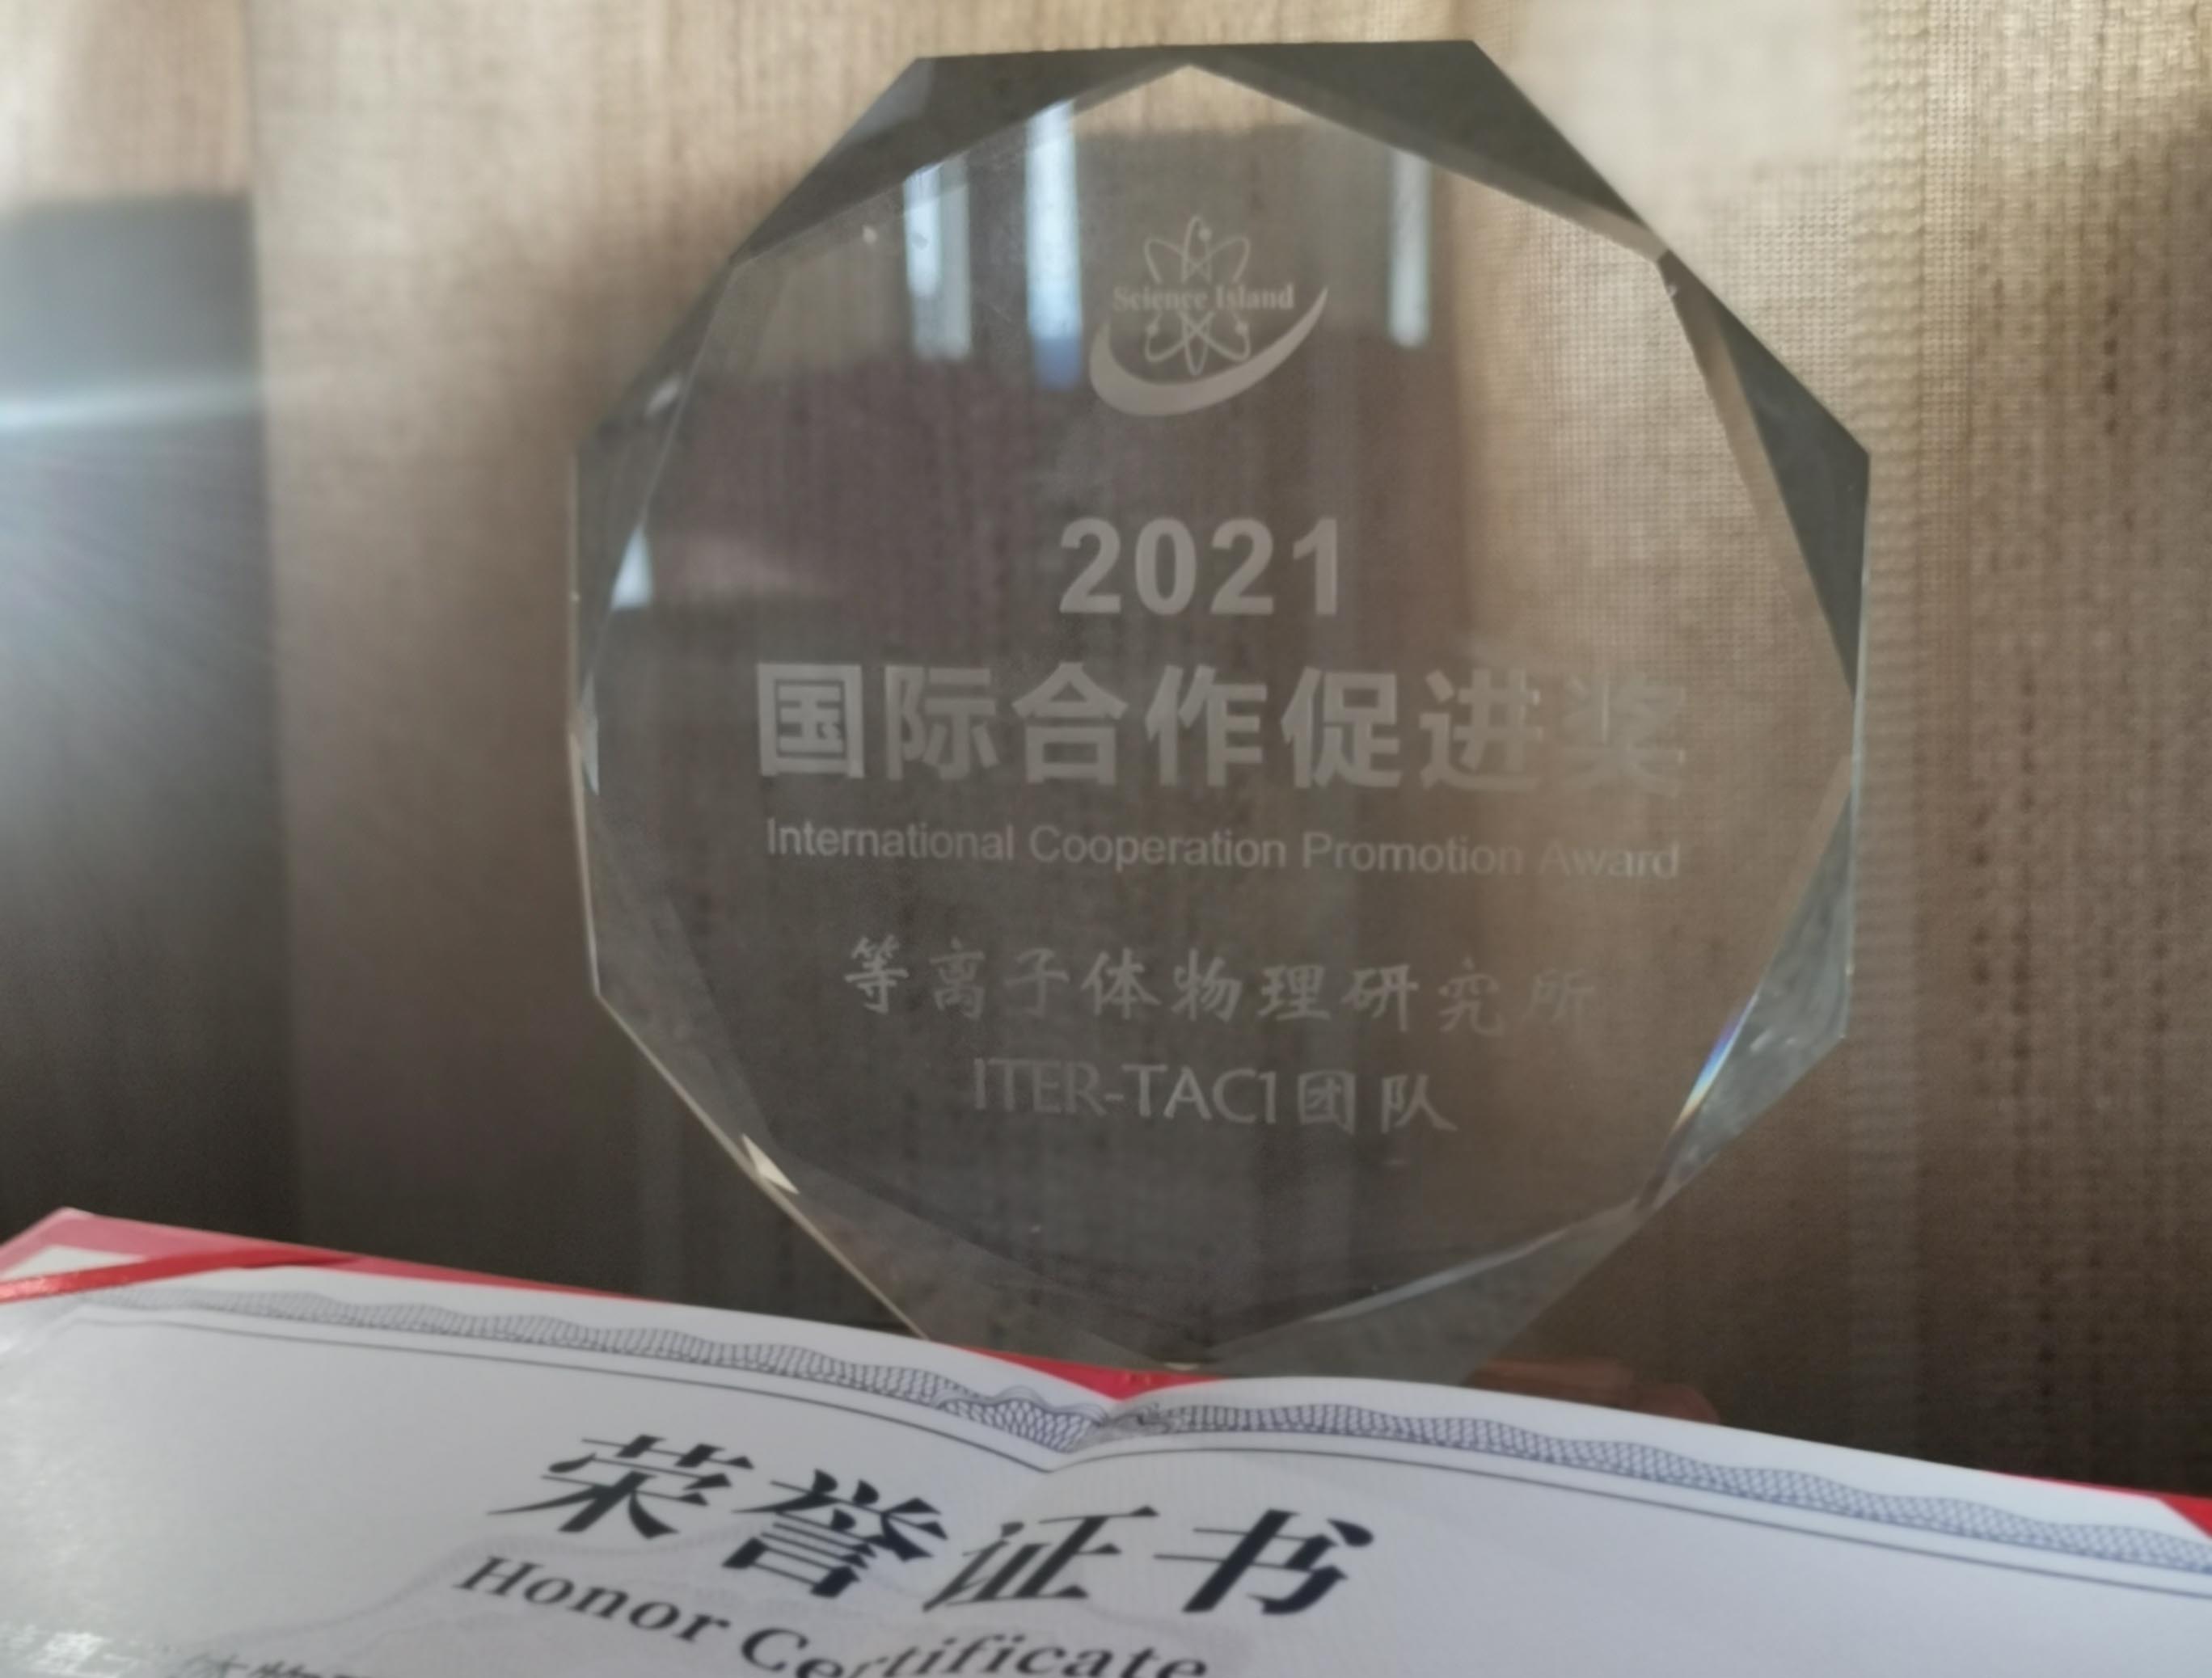 Science Island
2021
国际合作促进奖
International Cooperation Promotion Award
等离子体物理研究所
ITER-TAC1团队
荣誉证书
Honor Certificate